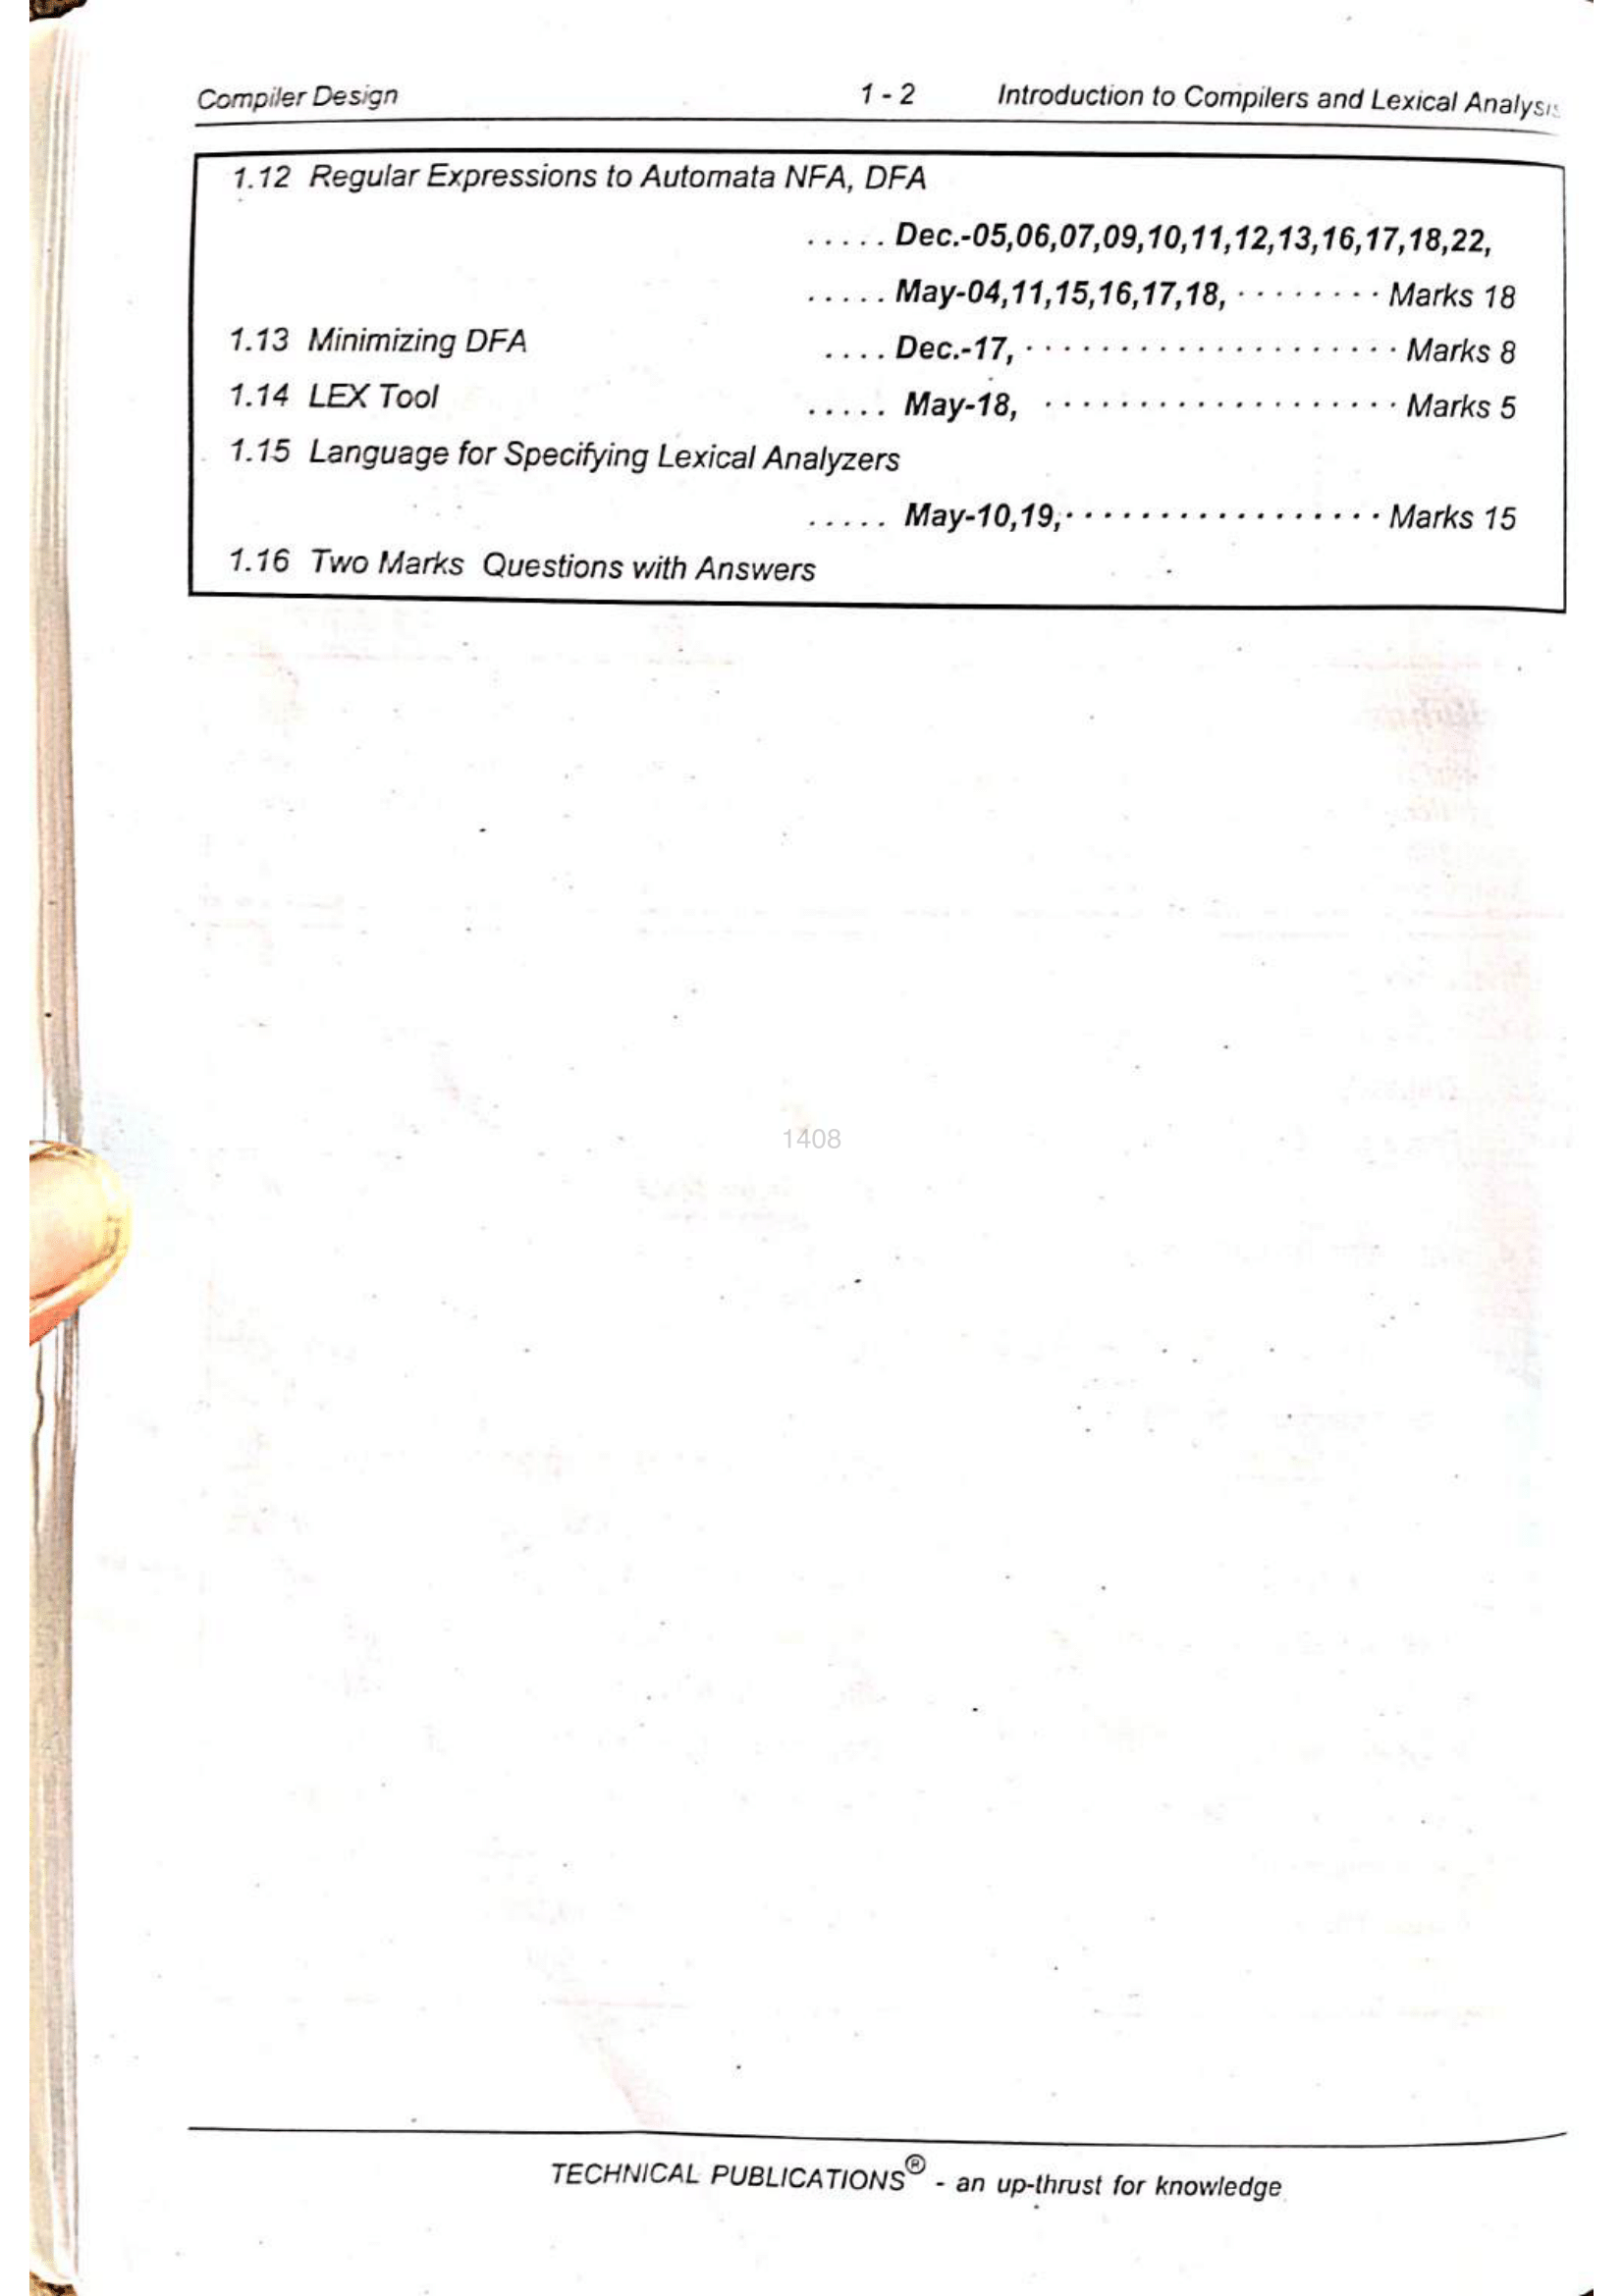 Compiler Design 1 - 2 Introduction to Compilers and Lexical Analysis
1.12 Regular Expressions to Automata NFA, DFA
..... Dec.-05,06,07,09,10,11,12,13,16,17,18,22,
..... May-04,11,15,16,17,18, ........ Marks 18
1.13 Minimizing DFA .... Dec.-17, .................... Marks 8
1.14 LEX Tool ..... May-18, ................... Marks 5
1.15 Language for Specifying Lexical Analyzers
..... May-10,19,................. Marks 15
1.16 Two Marks Questions with Answers
1408
TECHNICAL PUBLICATIONS® - an up-thrust for knowledge